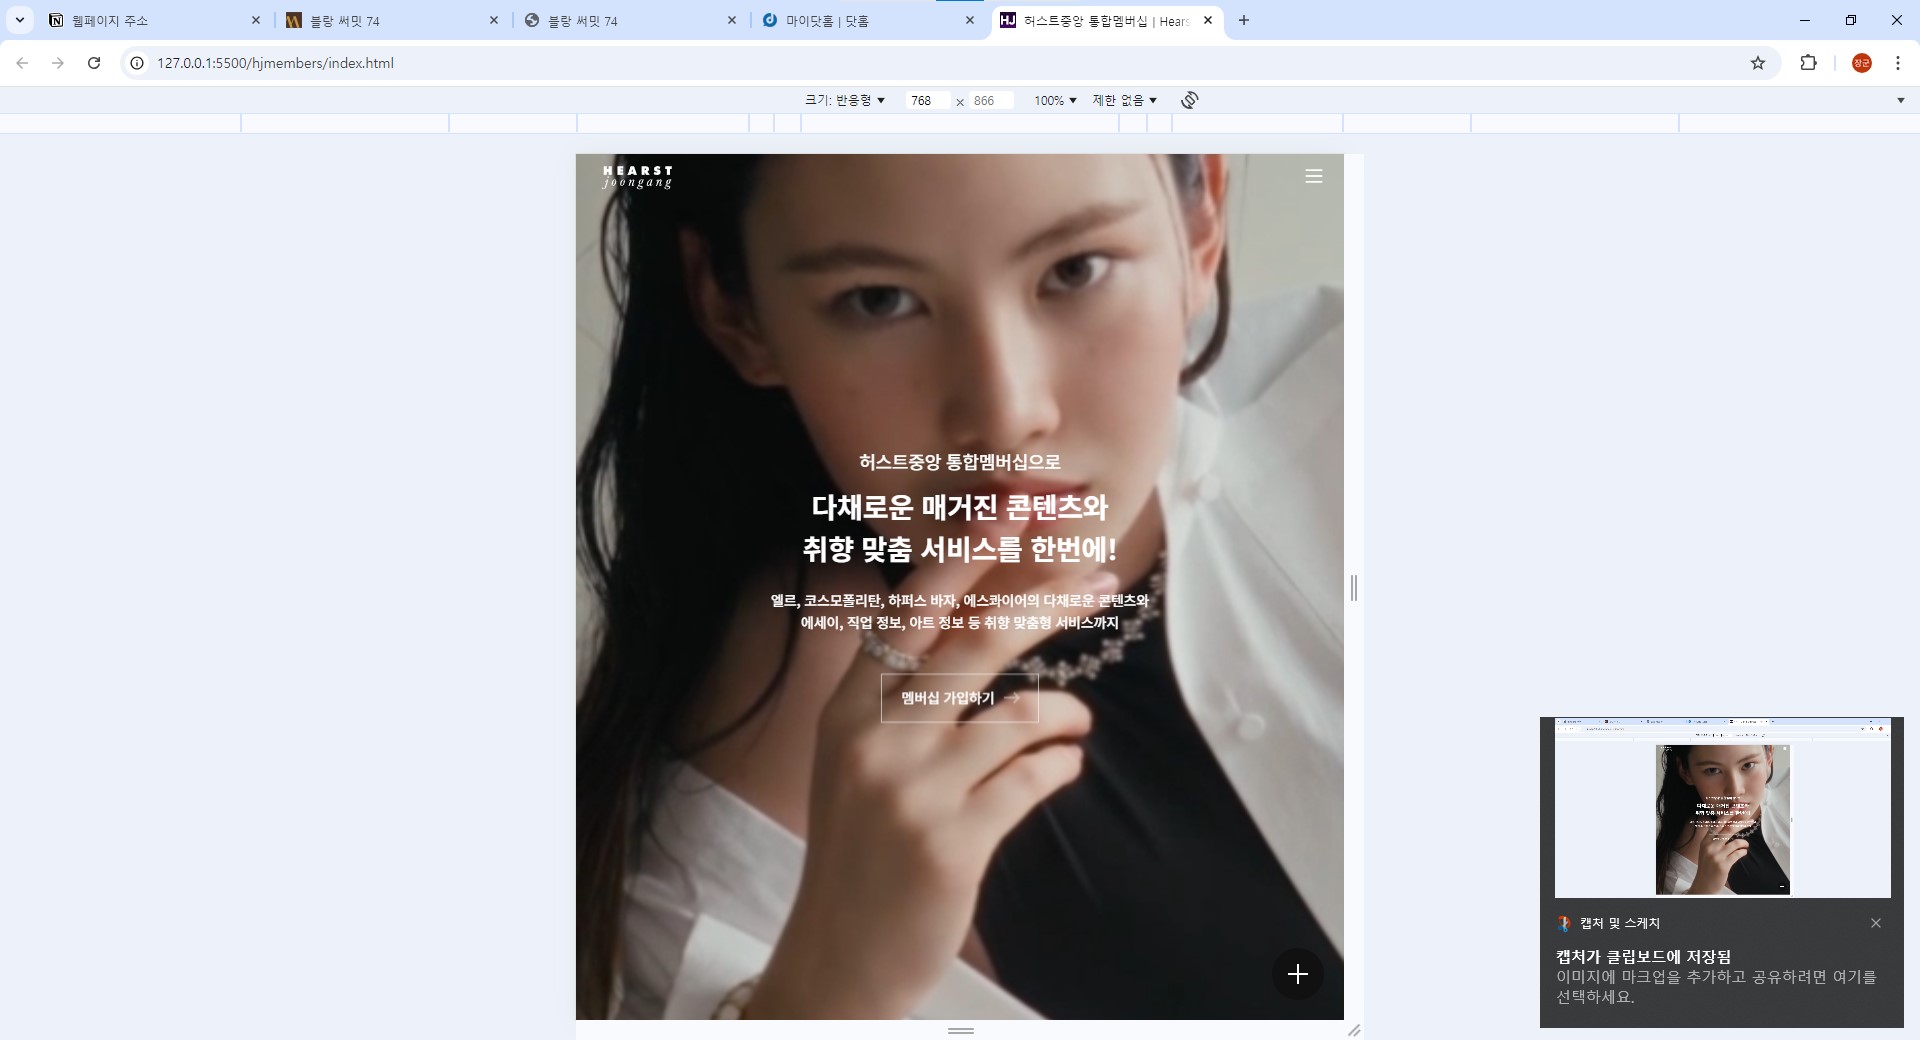 웹페이지 주소
블랑 써밋 74
블랑 써밋 74
마이닷홈 | 닷홈
허스트중앙 통합멤버십 | Hears
127.0.0.1:5500/hjmembers/index.html
장군
크기: 반응형
768 × 866
100%
제한 없음
HEARST
joongang
허스트중앙 통합멤버십으로
다채로운 매거진 콘텐츠와
취향 맞춤 서비스를 한번에!
엘르, 코스모폴리탄, 하퍼스 바자, 에스콰이어의 다채로운 콘텐츠와
에세이, 직업 정보, 아트 정보 등 취향 맞춤형 서비스까지
멤버십 가입하기
캡처 및 스케치
캡처가 클립보드에 저장됨
이미지에 마크업을 추가하고 공유하려면 여기를
선택하세요.